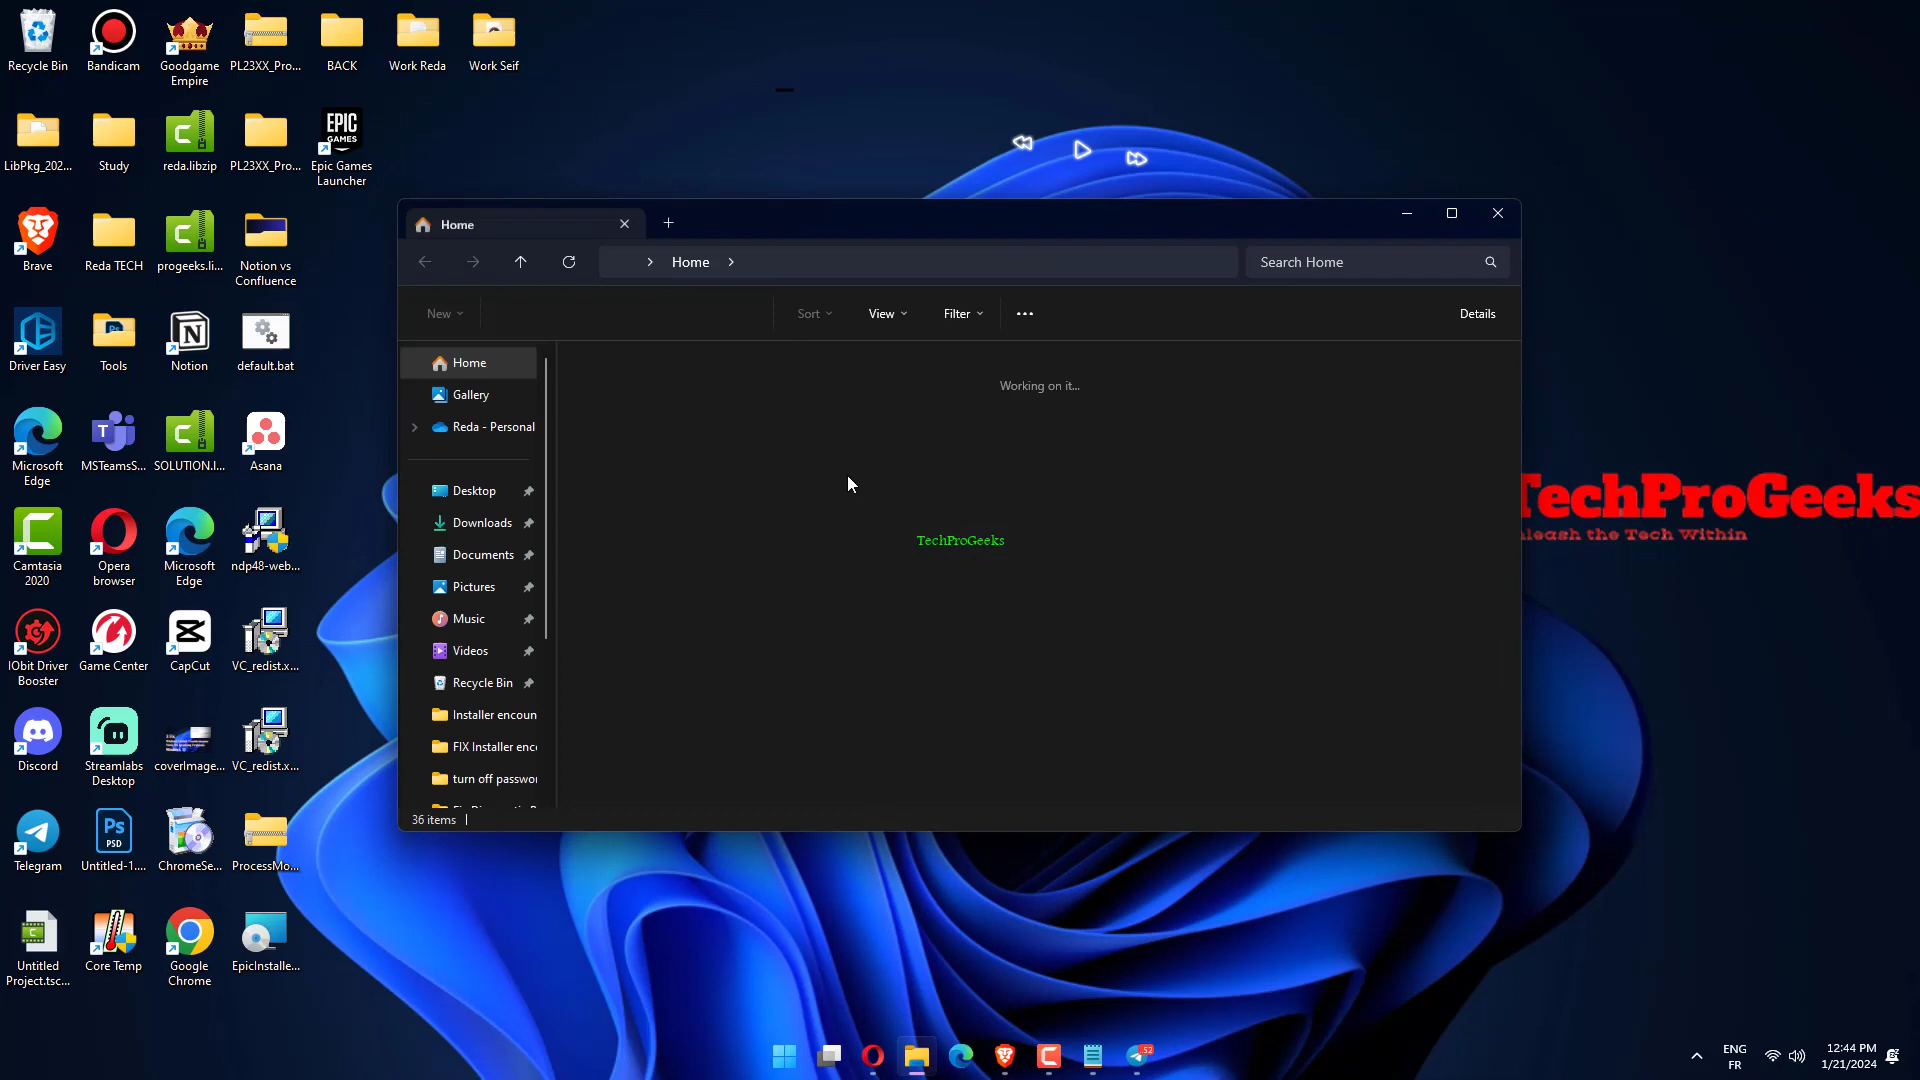 Recycle Bin
Bandicam
Goodgame
Empire
PL23XX_Pro...
BACK
Work Reda
Work Seif
LibPkg_202...
Study
reda.libzip
PL23XX_Pro...
EPIC
GAMES
Epic Games
Launcher
Brave
Reda TECH
progeeks.li...
Notion vs
Confluence
Driver Easy
Ps
Tools
Notion
default.bat
Microsoft
Edge
MSTeamsS...
SOLUTION.l...
Asana
Camtasia
2020
Opera
browser
Microsoft
Edge
ndp48-web...
IObit Driver
Booster
Game Center
CapCut
VC_redist.x...
Discord
Streamlabs
Desktop
coverImage...
VC_redist.x...
Telegram
Ps
PSD
Untitled-1....
ChromeSe...
ProcessMo...
Untitled
Project.tsc...
Core Temp
Google
Chrome
EpicInstalle...
Home
Home
Search Home
New
Sort
View
Filter
Details
Home
Gallery
Reda - Personal
Desktop
Downloads
Documents
Pictures
Music
Videos
Recycle Bin
Installer encoun
FIX Installer enc
turn off passwo
36 items
Working on it...
TechProGeeks
TechProGeeks
leash the Tech Within
52
ENG
FR
12:44 PM
1/21/2024